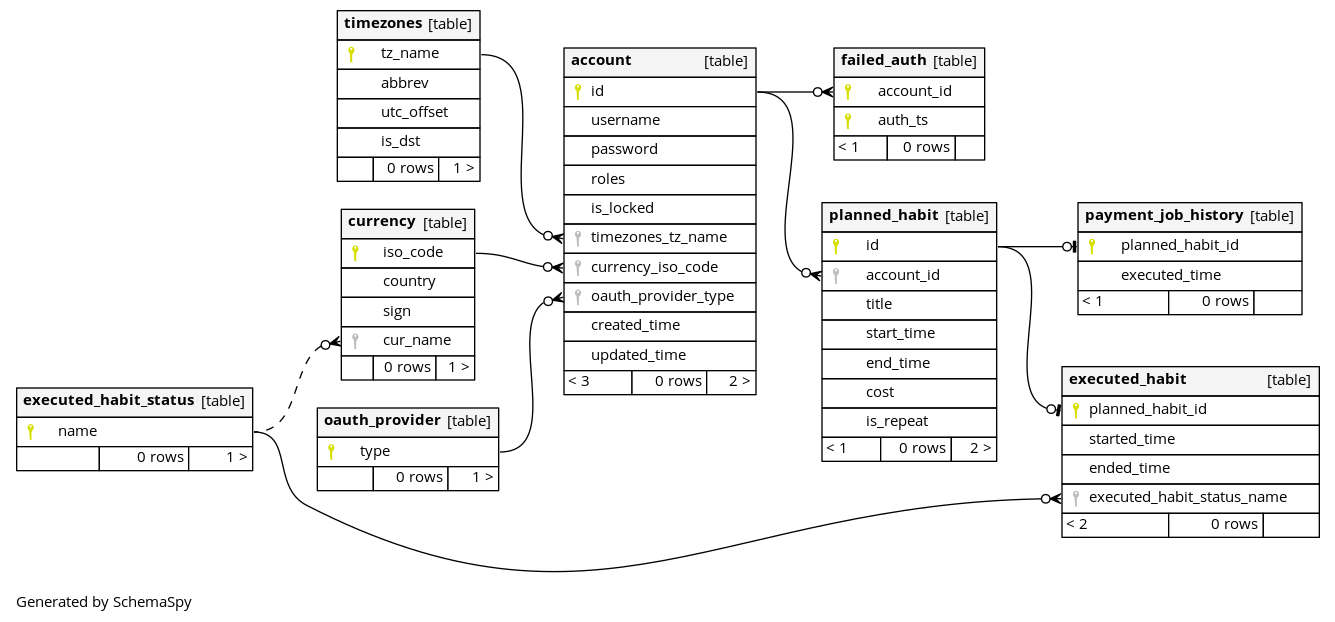 timezones [table]
tz_name
abbrev
utc_offset
is_dst
0 rows 1 >
currency [table]
iso_code
country
sign
cur_name
0 rows 1 >
executed_habit_status [table]
name
0 rows 1 >
oauth_provider [table]
type
0 rows 1 >
account [table]
id
username
password
roles
is_locked
timezones_tz_name
currency_iso_code
oauth_provider_type
created_time
updated_time
< 3 0 rows 2 >
failed_auth [table]
account_id
auth_ts
< 1 0 rows
planned_habit [table]
id
account_id
title
start_time
end_time
cost
is_repeat
< 1 0 rows 2 >
payment_job_history [table]
planned_habit_id
executed_time
< 1 0 rows
executed_habit [table]
planned_habit_id
started_time
ended_time
executed_habit_status_name
< 2 0 rows
Generated by SchemaSpy